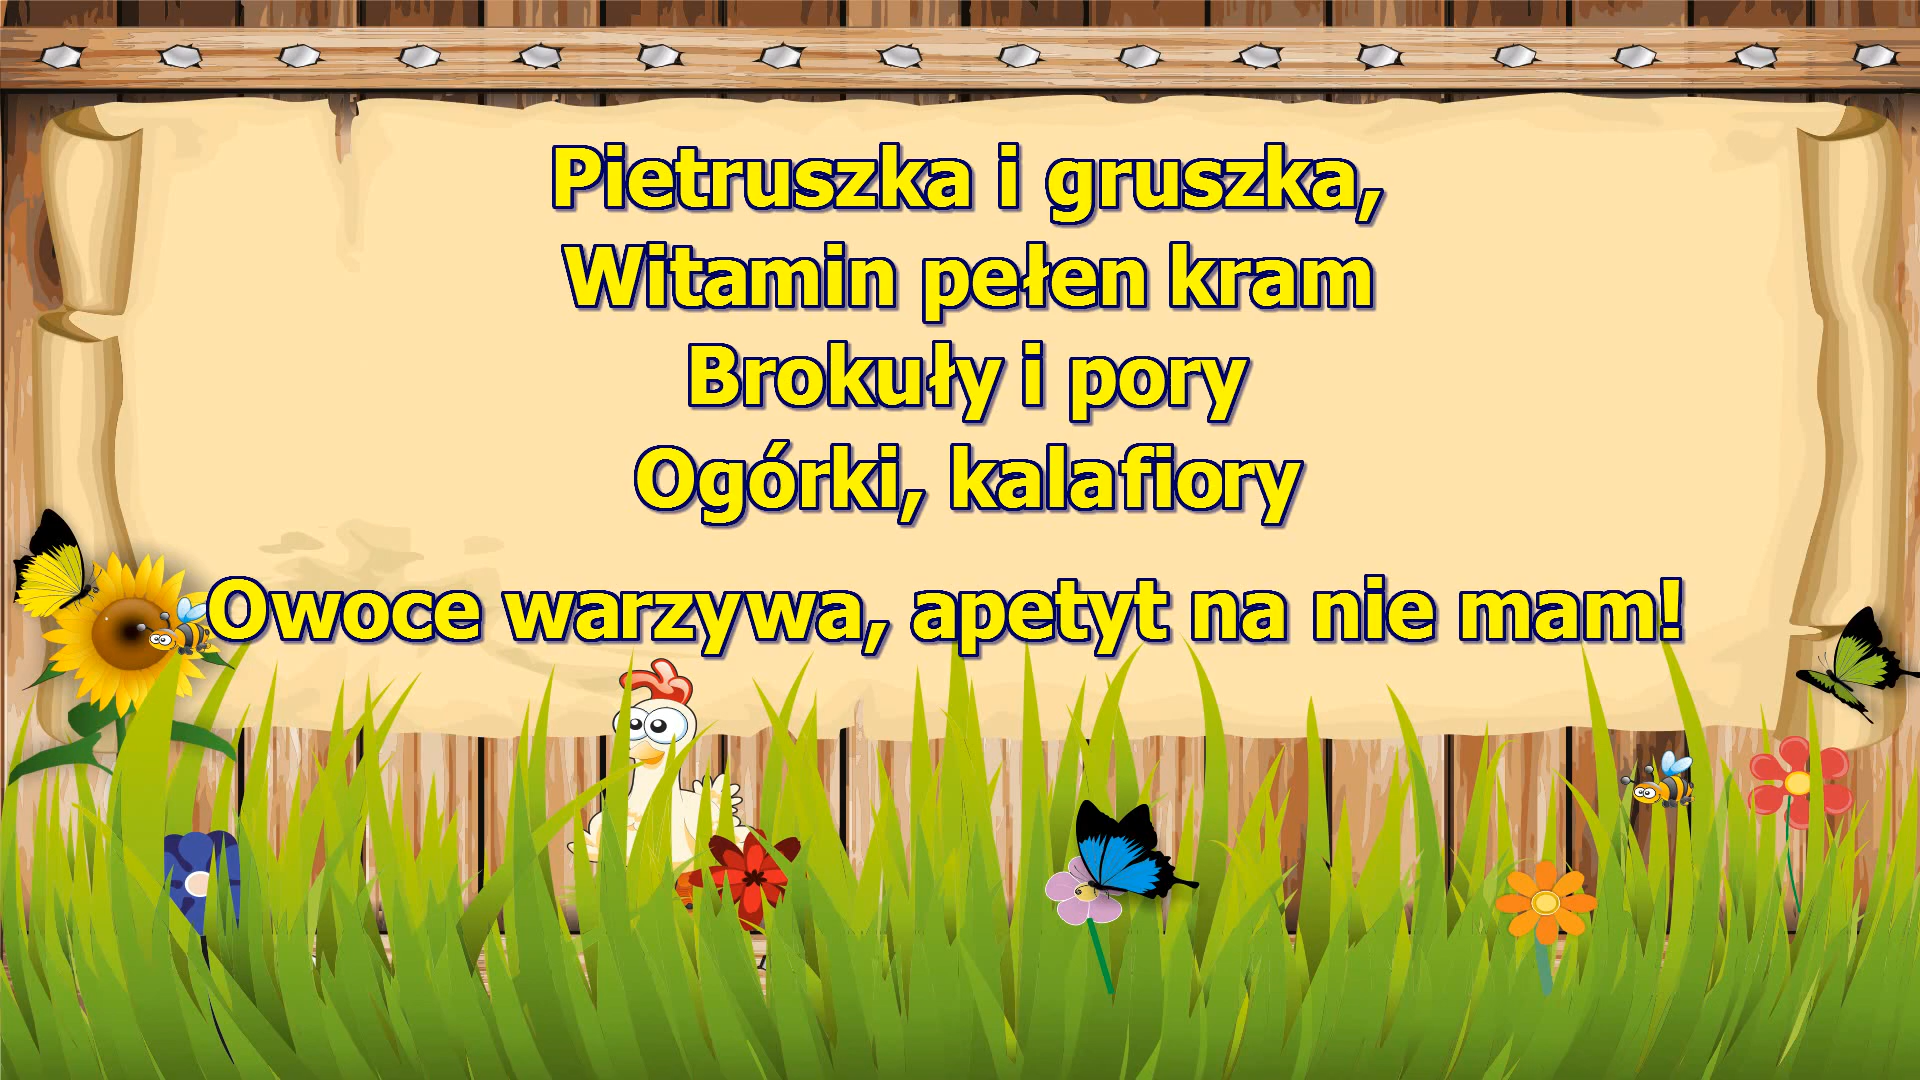 Pietruszka i gruszka,
Witamin pełen kram
Brokuły i pory
Ogórki, kalafiory
Owoce warzywa, apetyt na nie mam!